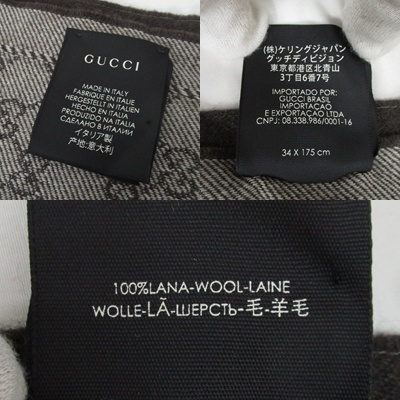 GUCCI
MADE IN ITALY
FABRIQUÉ EN ITALIE
HERGESTELLT IN ITALIEN
HECHO EN ITALIA
PRODUZIDO NA ITÁLIA
СДЕЛАНО В ИТАЛИИ
イタリア製
产地:意大利
(株)ケリングジャパン
グッチディビジョン
東京都港区北青山
3丁目6番7号
IMPORTADO POR:
GUCCI BRASIL
IMPORTAÇÃO
E EXPORTAÇÃO LTDA
CNPJ: 08.338.986/0001-16
34 X 175 cm
100%LANA-WOOL-LAINE
WOLLE-LÃ-ШЕРСТЬ-毛-羊毛